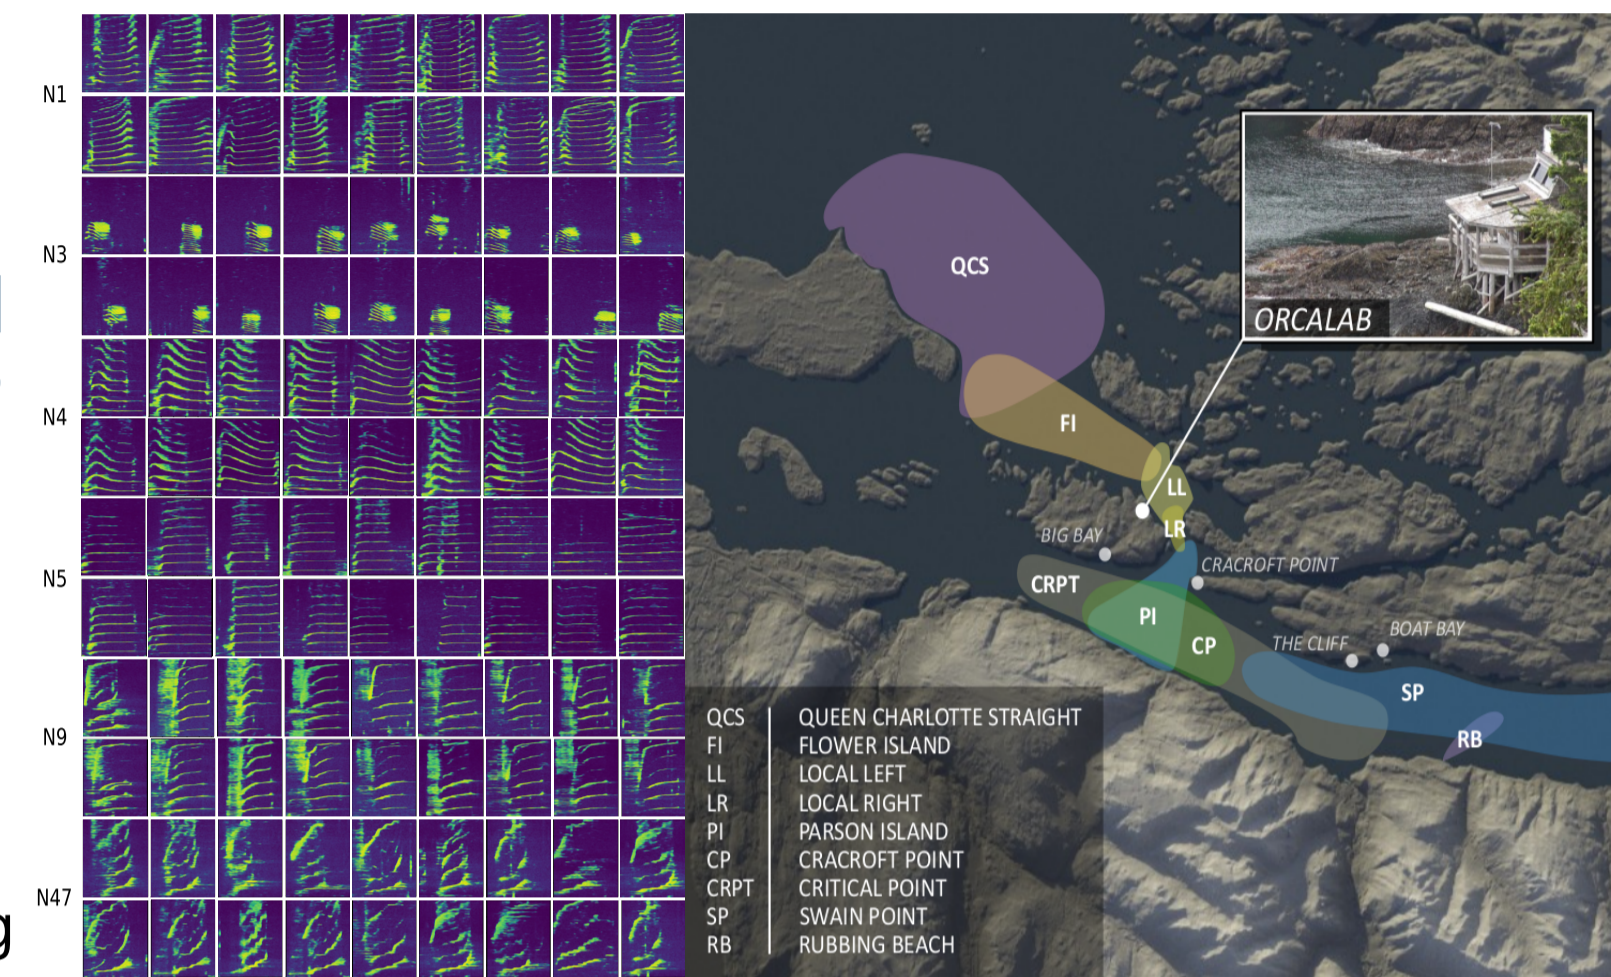 N1
N3
N4
N5
N9
N47
g
QCS
FI
LL
LR
BIG BAY
CRACROFT POINT
CRPT
PI
CP
THE CLIFF
BOAT BAY
SP
RB
ORCALAB
QCS QUEEN CHARLOTTE STRAIGHT
FI FLOWER ISLAND
LL LOCAL LEFT
LR LOCAL RIGHT
PI PARSON ISLAND
CP CRACROFT POINT
CRPT CRITICAL POINT
SP SWAIN POINT
RB RUBBING BEACH